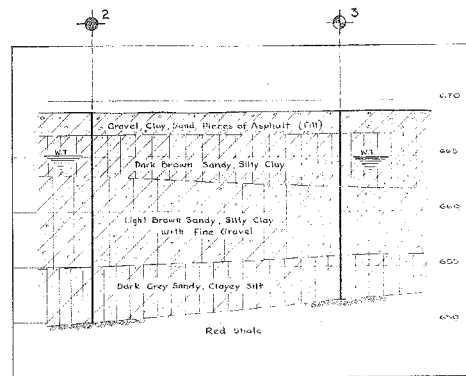 2 3
670
Gravel, Clay, Sand, Pieces of Asphalt (fill)
665
W.T. W.T.
Dark Brown Sandy, Silty Clay
660
Light Brown Sandy, Silty Clay
with Fine Gravel
655
Dark Grey Sandy, Clayey Silt
650
Red Shale